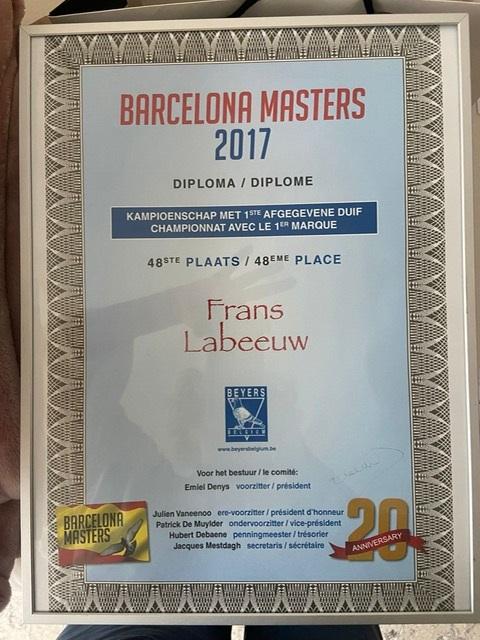 BARCELONA MASTERS
2017
DIPLOMA / DIPLOME
KAMPIOENSCHAP MET 1STE AFGEGEVENE DUIF
CHAMPIONNAT AVEC LE 1ER MARQUE
48STE PLAATS / 48EME PLACE
Frans
Labeeuw
BEYERS
BELGIUM
www.beyersbelgium.be
Voor het bestuur / le comité:
Emiel Denys voorzitter / président
Julien Vaneenoo ere-voorzitter / président d'honneur
Patrick De Muylder ondervoorzitter / vice-président
Hubert Debaene penningmeester / trésorier
Jacques Mestdagh secretaris / sécrétaire
BARCELONA
MASTERS
20
ANNIVERSARY